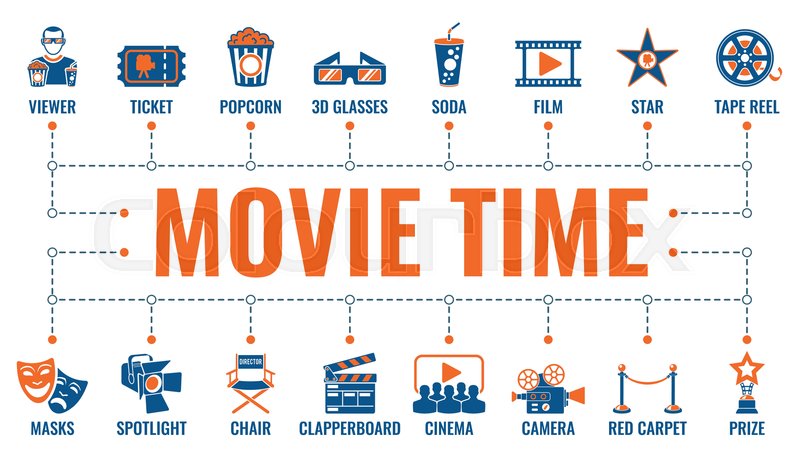 VIEWER TICKET POPCORN 3D GLASSES SODA FILM STAR TAPE REEL
MOVIE TIME
colourbox
DIRECTOR
MASKS SPOTLIGHT CHAIR CLAPPERBOARD CINEMA CAMERA RED CARPET PRIZE